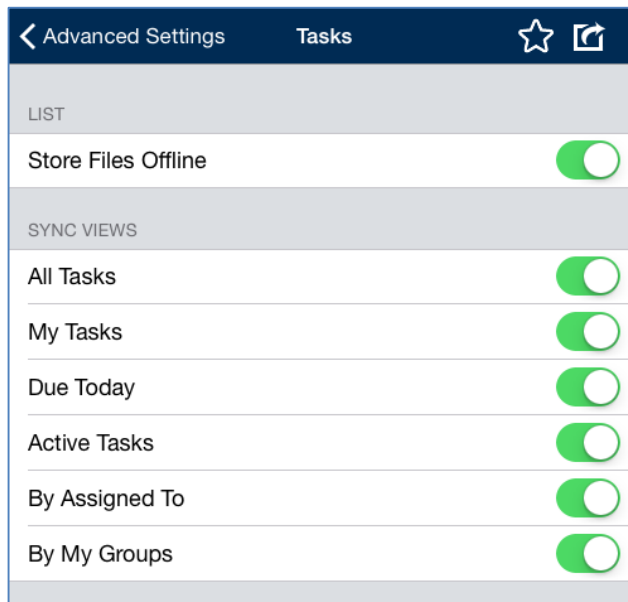 Advanced Settings Tasks
LIST
Store Files Offline
SYNC VIEWS
All Tasks
My Tasks
Due Today
Active Tasks
By Assigned To
By My Groups